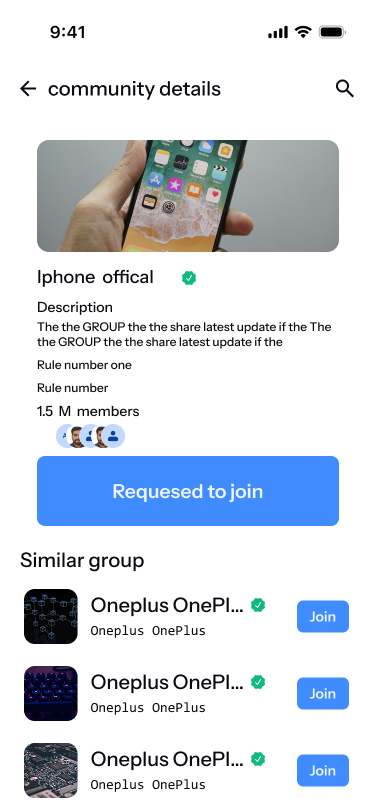 9:41
community details
Iphone offical
Description
The the GROUP the the share latest update if the The
the GROUP the the share latest update if the
Rule number one
Rule number
1.5 M members
Requesed to join
Similar group
Oneplus OnePl...
Oneplus OnePlus
Join
Oneplus OnePl...
Oneplus OnePlus
Join
Oneplus OnePl...
Oneplus OnePlus
Join